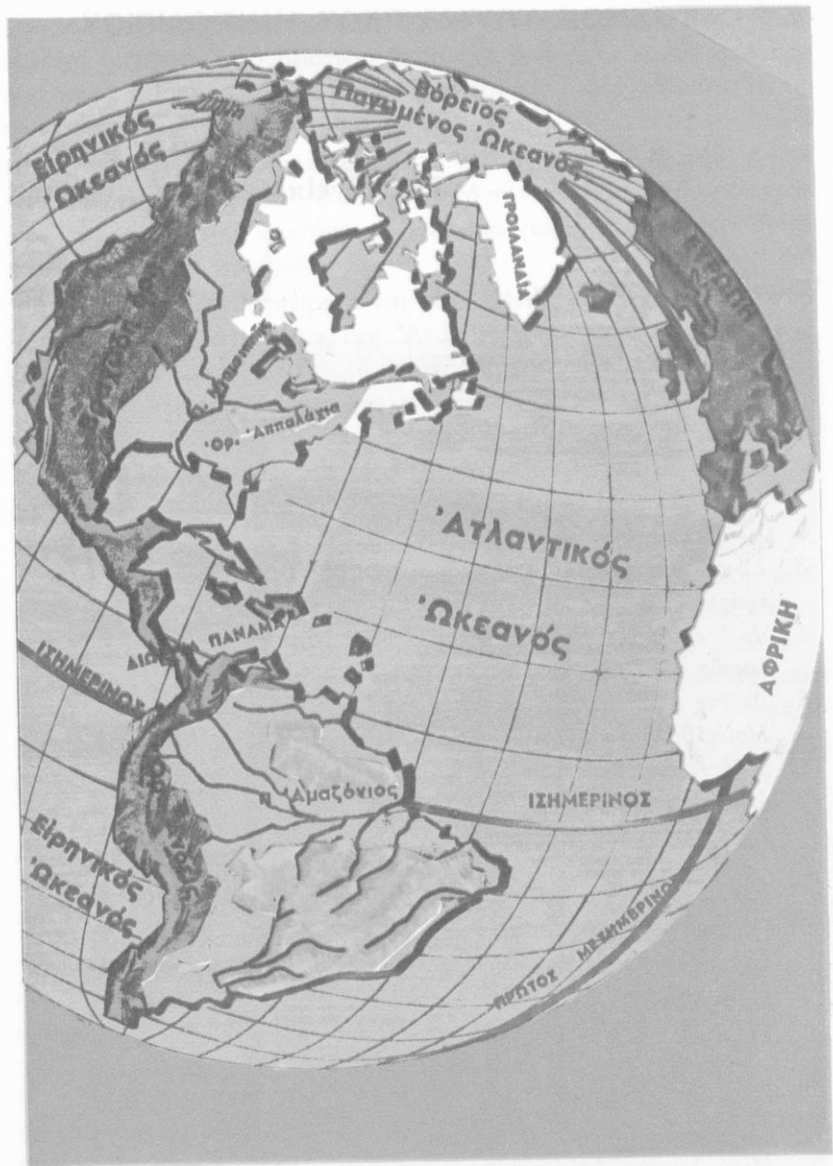 Βόρειος
Παγωμένος Ὠκεανός
Εἰρηνικός
Ὠκεανός
ΓΡΟΙΛΑΝΔΙΑ
ΕΥΡΩΠΗ
Ὀρ. Ἀππαλάχια
Ἀτλαντικός
Ὠκεανός
ΑΦΡΙΚΗ
ΠΑΝΑΜΑ
ΙΣΗΜΕΡΙΝΟΣ
Π. Ἀμαζόνιος
ΙΣΗΜΕΡΙΝΟΣ
Εἰρηνικός
Ὠκεανός
ΠΡΩΤΟΣ ΜΕΣΗΜΒΡΙΝΟΣ